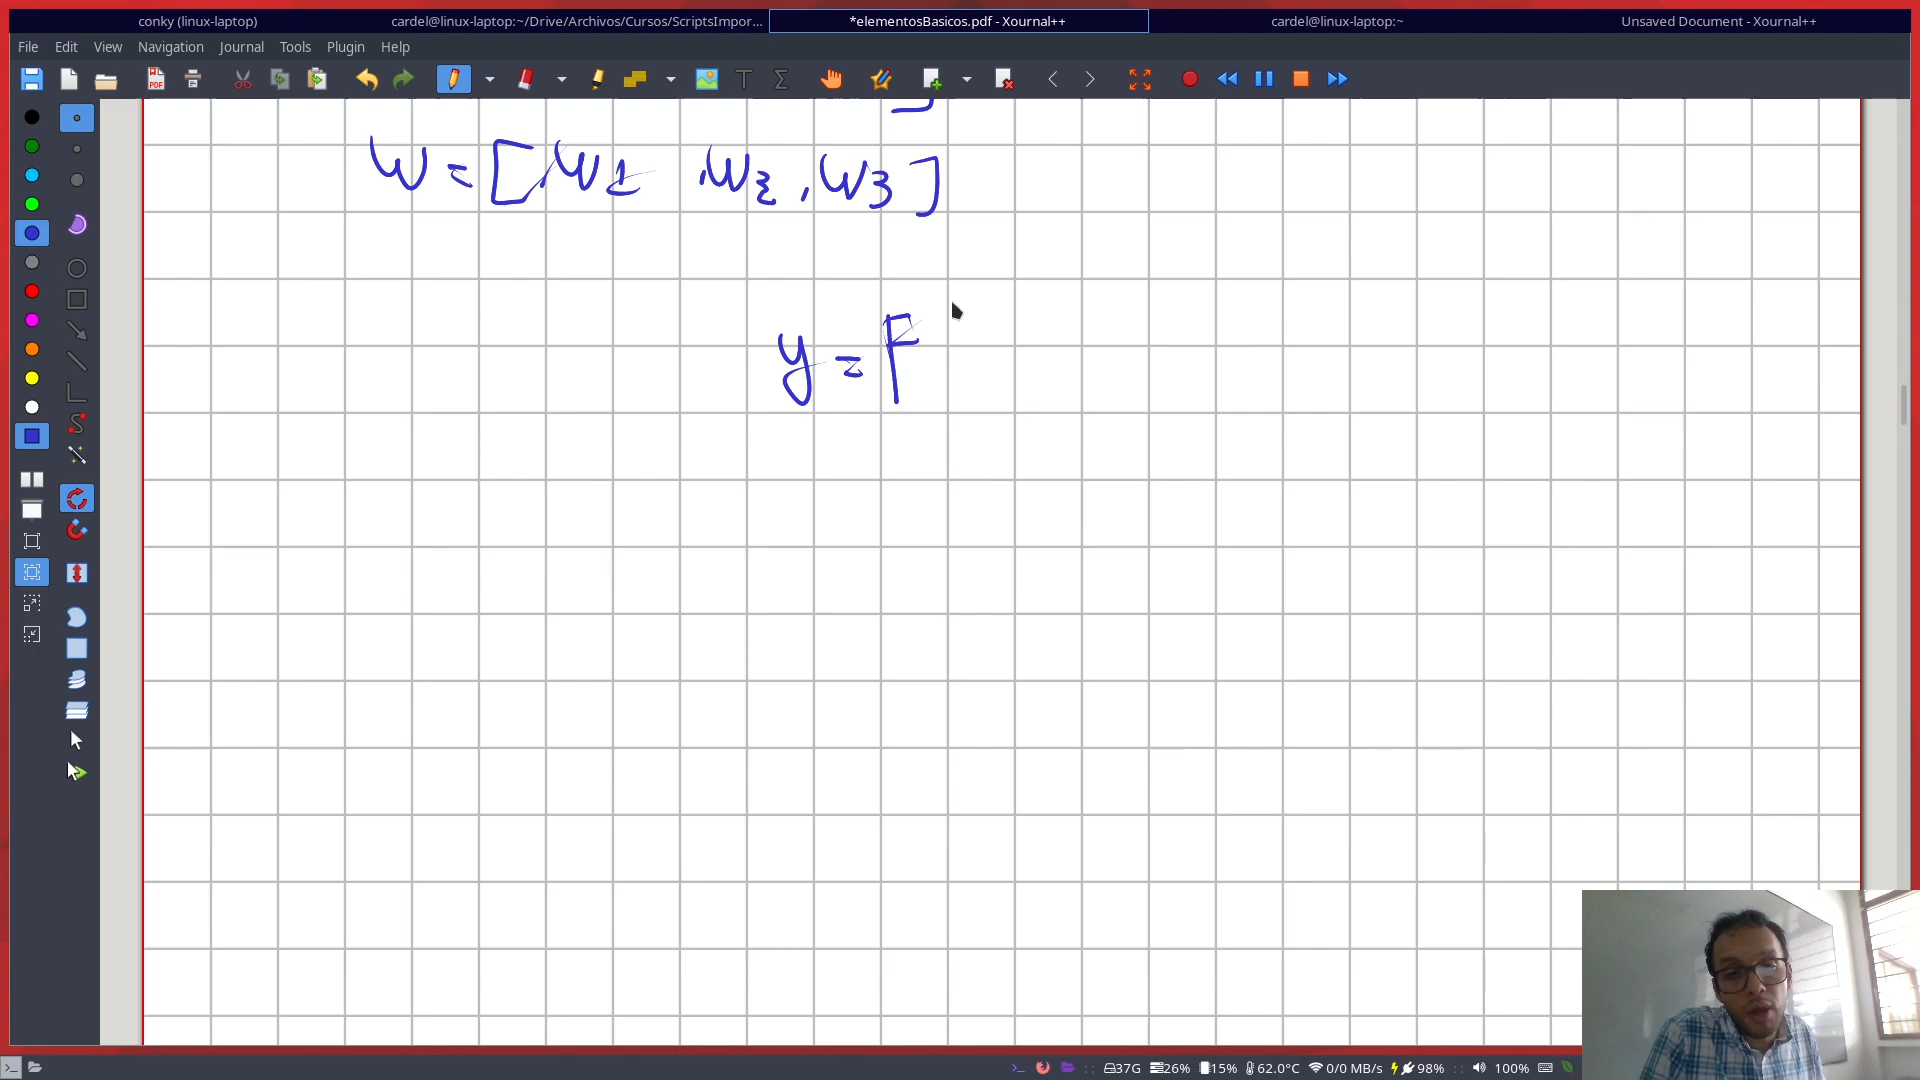 conky (linux-laptop) cardel@linux-laptop:~/Drive/Archivos/Cursos/ScriptsImpor... *elementosBasicos.pdf - Xournal++ cardel@linux-laptop:~ Unsaved Document - Xournal++
File Edit View Navigation Journal Tools Plugin Help
W = [W1 , W2 , W3]
y = F
37G 26% 15% 62.0°C 0/0 MB/s 98% 100%